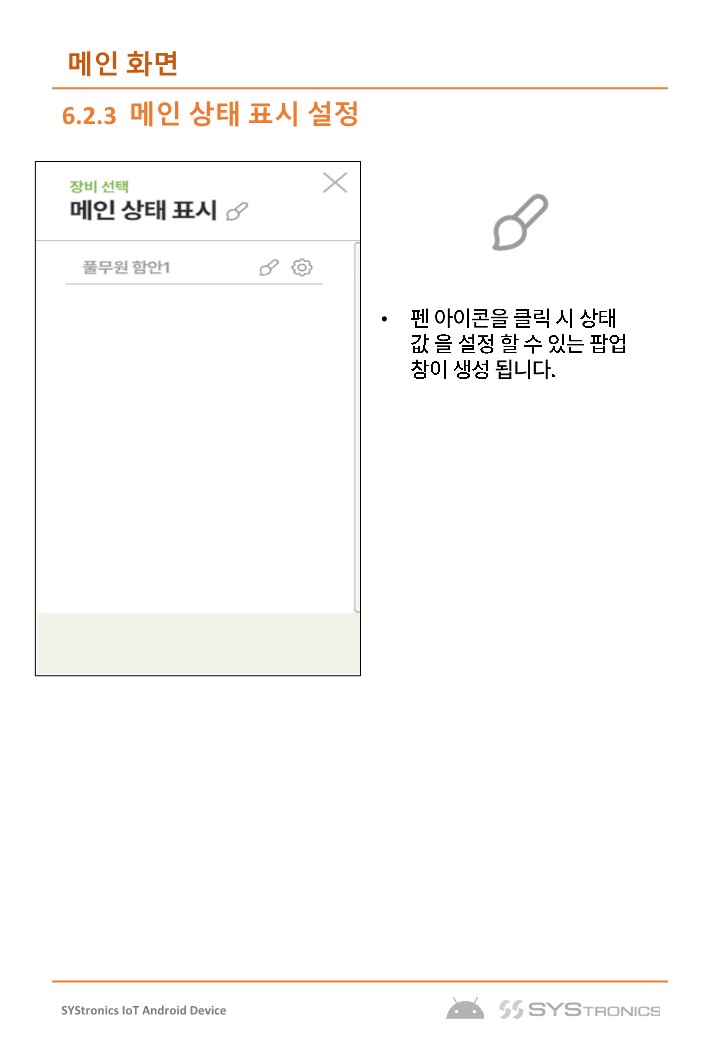 메인 화면
6.2.3 메인 상태 표시 설정
장비 선택
메인 상태 표시
풀무원 함안1
• 펜 아이콘을 클릭 시 상태
값 을 설정 할 수 있는 팝업
창이 생성 됩니다.
SYStronics IoT Android Device
SYSTRONICS